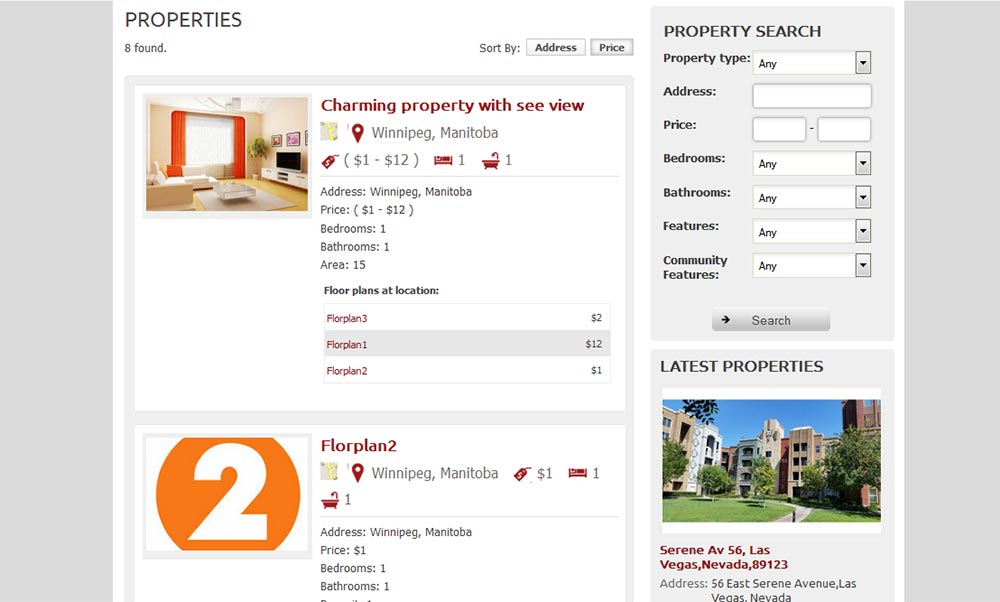 PROPERTIES
8 found.
Sort By: Address Price
Charming property with see view
Winnipeg, Manitoba
( $1 - $12 ) 1 1
Address: Winnipeg, Manitoba
Price: ( $1 - $12 )
Bedrooms: 1
Bathrooms: 1
Area: 15
Floor plans at location:
Florplan3 $2
Florplan1 $12
Florplan2 $1
2
Florplan2
Winnipeg, Manitoba $1 1
1
Address: Winnipeg, Manitoba
Price: $1
Bedrooms: 1
Bathrooms: 1
PROPERTY SEARCH
Property type: Any
Address:
Price: -
Bedrooms: Any
Bathrooms: Any
Features: Any
Community
Features: Any
Search
LATEST PROPERTIES
Serene Av 56, Las
Vegas,Nevada,89123
Address: 56 East Serene Avenue,Las
Vegas, Nevada